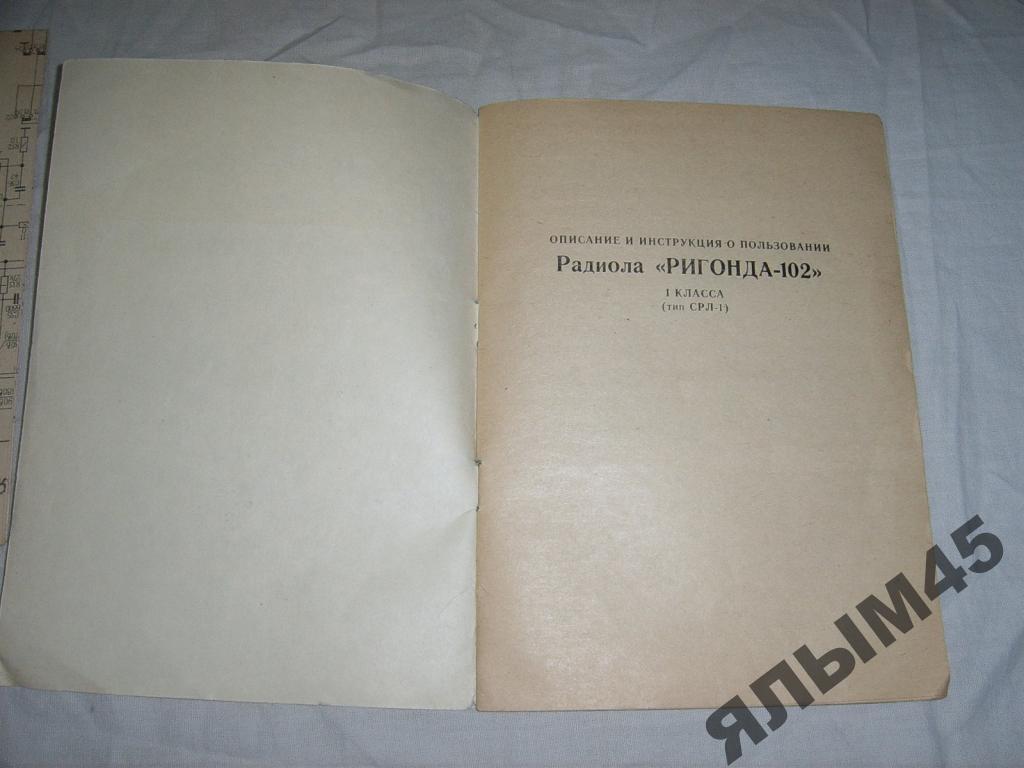 ОПИСАНИЕ И ИНСТРУКЦИЯ О ПОЛЬЗОВАНИИ
Радиола «РИГОНДА-102»
I КЛАССА
(тип СРЛ-1)
ЯЛЫМ45